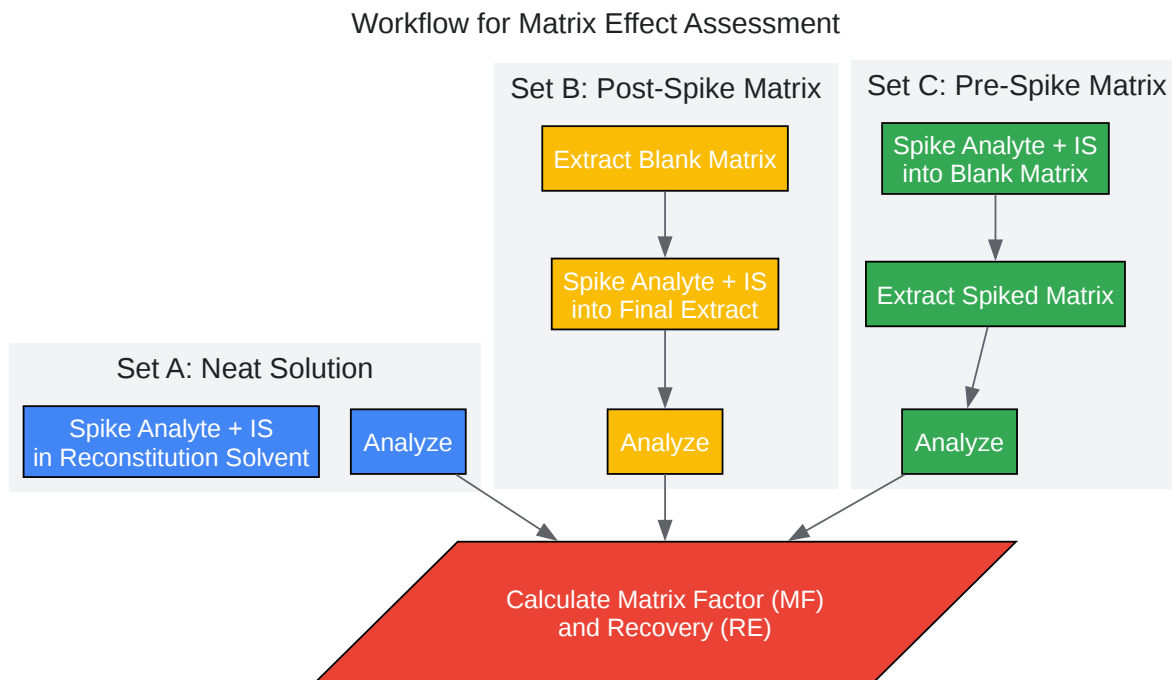 Workflow for Matrix Effect Assessment
Set A: Neat Solution
Spike Analyte + IS
in Reconstitution Solvent
Analyze
Set B: Post-Spike Matrix
Extract Blank Matrix
Spike Analyte + IS
into Final Extract
Analyze
Set C: Pre-Spike Matrix
Spike Analyte + IS
into Blank Matrix
Extract Spiked Matrix
Analyze
Calculate Matrix Factor (MF)
and Recovery (RE)